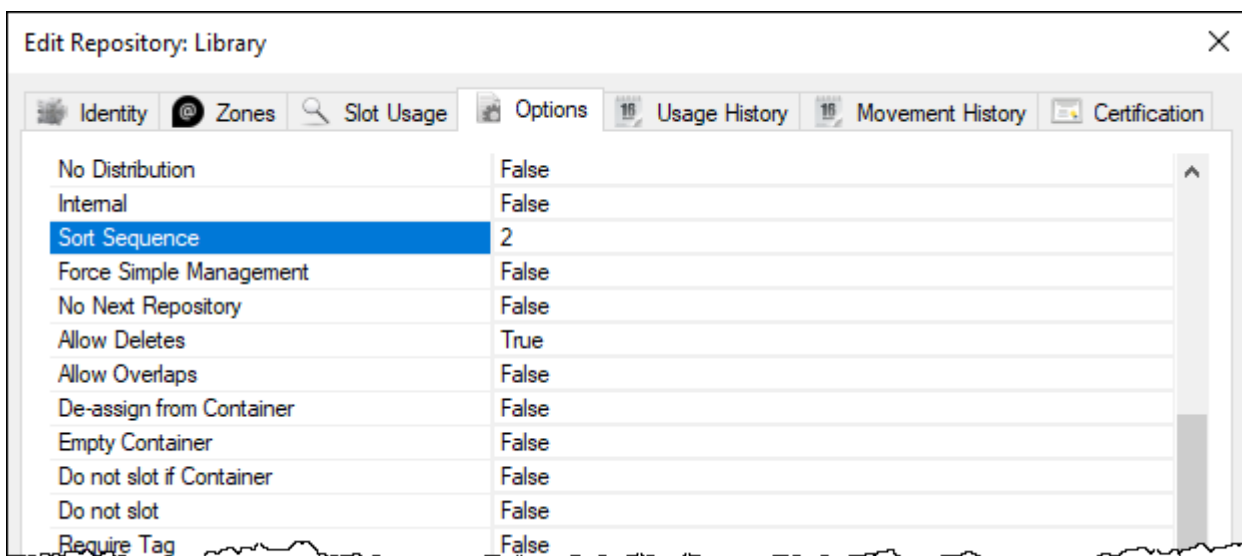 Edit Repository: Library
Identity Zones Slot Usage Options Usage History Movement History Certification
No Distribution False
Internal False
Sort Sequence 2
Force Simple Management False
No Next Repository False
Allow Deletes True
Allow Overlaps False
De-assign from Container False
Empty Container False
Do not slot if Container False
Do not slot False
Require Tag False